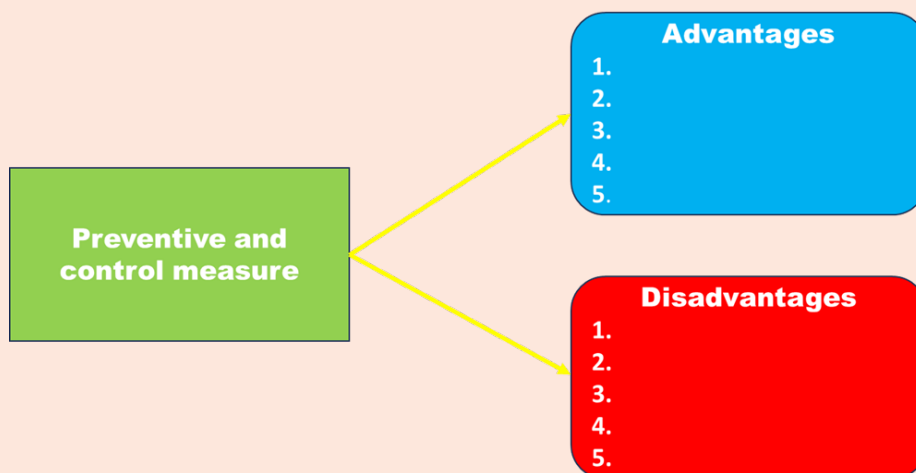 Advantages
1.
2.
3.
4.
5.
Preventive and
control measure
Disadvantages
1.
2.
3.
4.
5.